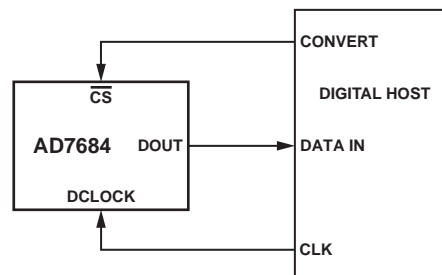 CONVERT
CS
DIGITAL HOST
AD7684
DOUT
DATA IN
DCLOCK
CLK